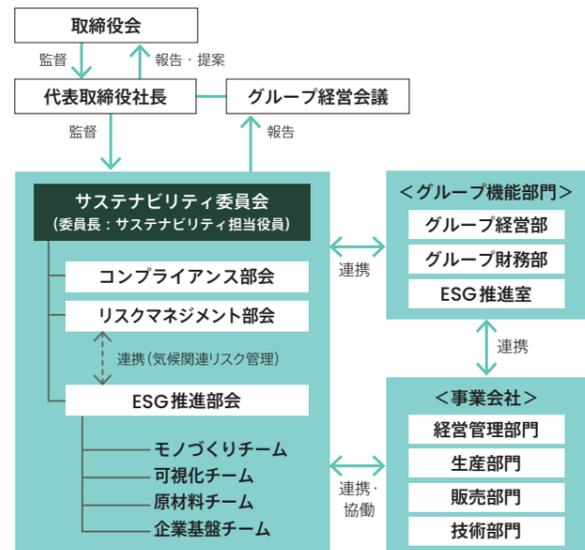 取締役会
監督
報告・提案
代表取締役社長
グループ経営会議
監督
報告
サステナビリティ委員会
(委員長：サステナビリティ担当役員)
コンプライアンス部会
リスクマネジメント部会
連携(気候関連リスク管理)
ESG推進部会
モノづくりチーム
可視化チーム
原材料チーム
企業基盤チーム
連携
＜グループ機能部門＞
グループ経営部
グループ財務部
ESG推進室
連携
連携・
協働
＜事業会社＞
経営管理部門
生産部門
販売部門
技術部門